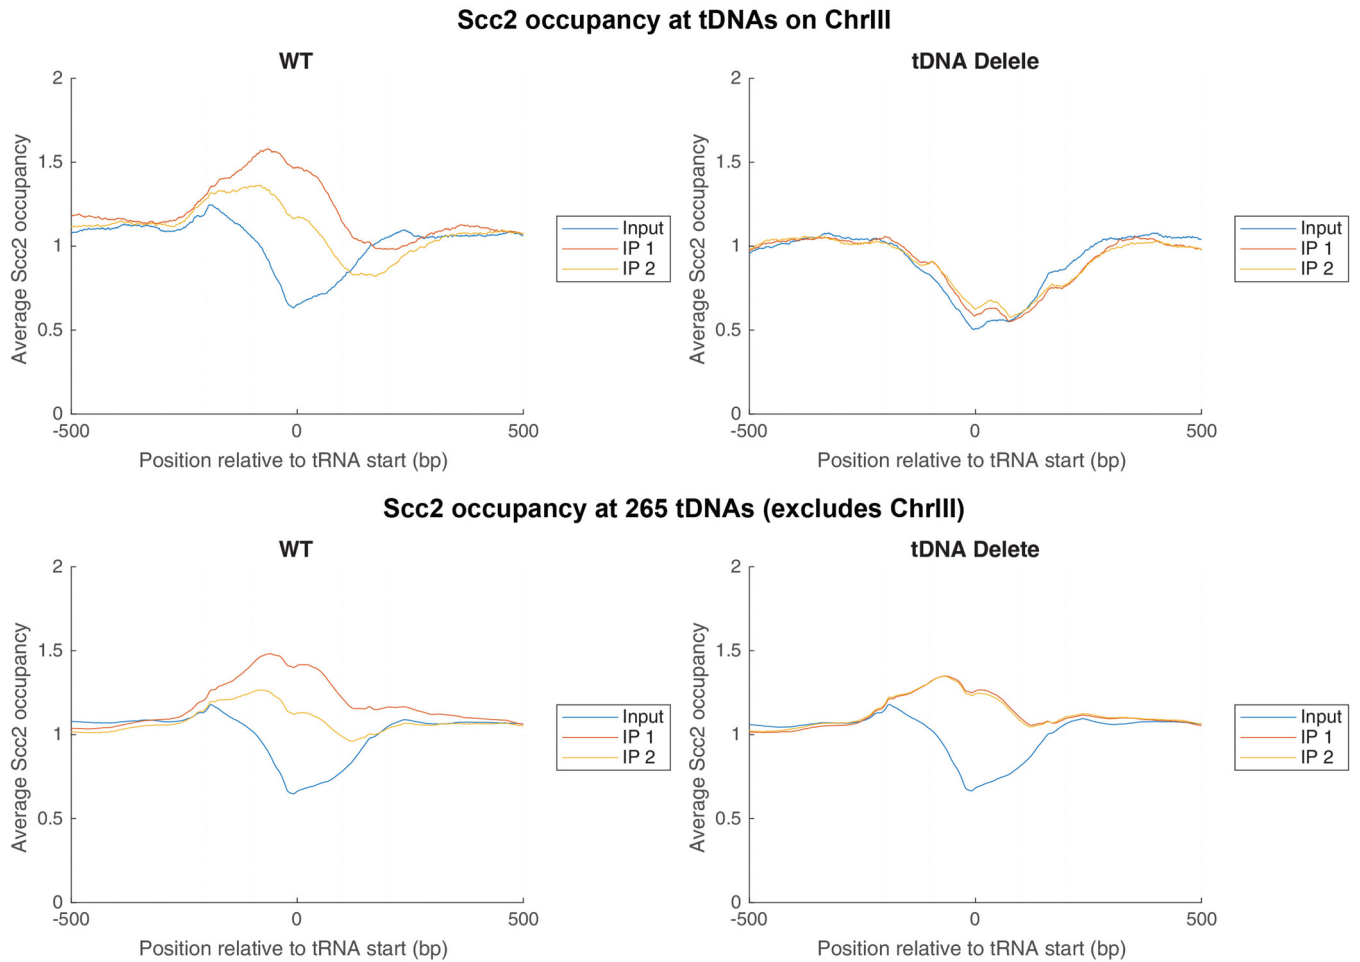 Scc2 occupancy at tDNAs on ChrIII
WT
2
1.5
1
0.5
0
-500
0
500
Average Scc2 occupancy
Position relative to tRNA start (bp)
Input
IP 1
IP 2
tDNA Delele
2
1.5
1
0.5
0
-500
0
500
Average Scc2 occupancy
Position relative to tRNA start (bp)
Input
IP 1
IP 2
Scc2 occupancy at 265 tDNAs (excludes ChrIII)
WT
2
1.5
1
0.5
0
-500
0
500
Average Scc2 occupancy
Position relative to tRNA start (bp)
Input
IP 1
IP 2
tDNA Delete
2
1.5
1
0.5
0
-500
0
500
Average Scc2 occupancy
Position relative to tRNA start (bp)
Input
IP 1
IP 2